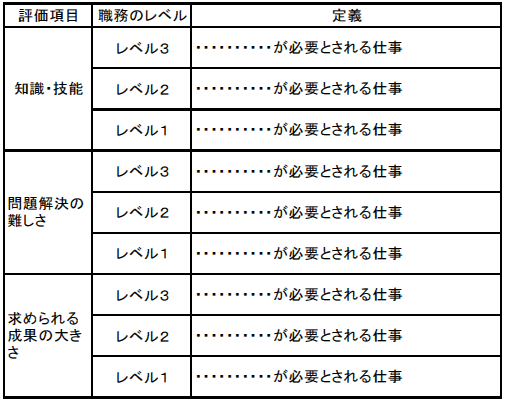 評価項目 職務のレベル 定義
知識・技能
レベル３ ・・・・・・・・・・が必要とされる仕事
レベル２ ・・・・・・・・・・が必要とされる仕事
レベル１ ・・・・・・・・・・が必要とされる仕事
問題解決の
難しさ
レベル３ ・・・・・・・・・・が必要とされる仕事
レベル２ ・・・・・・・・・・が必要とされる仕事
レベル１ ・・・・・・・・・・が必要とされる仕事
求められる
成果の大き
さ
レベル３ ・・・・・・・・・・が必要とされる仕事
レベル２ ・・・・・・・・・・が必要とされる仕事
レベル１ ・・・・・・・・・・が必要とされる仕事